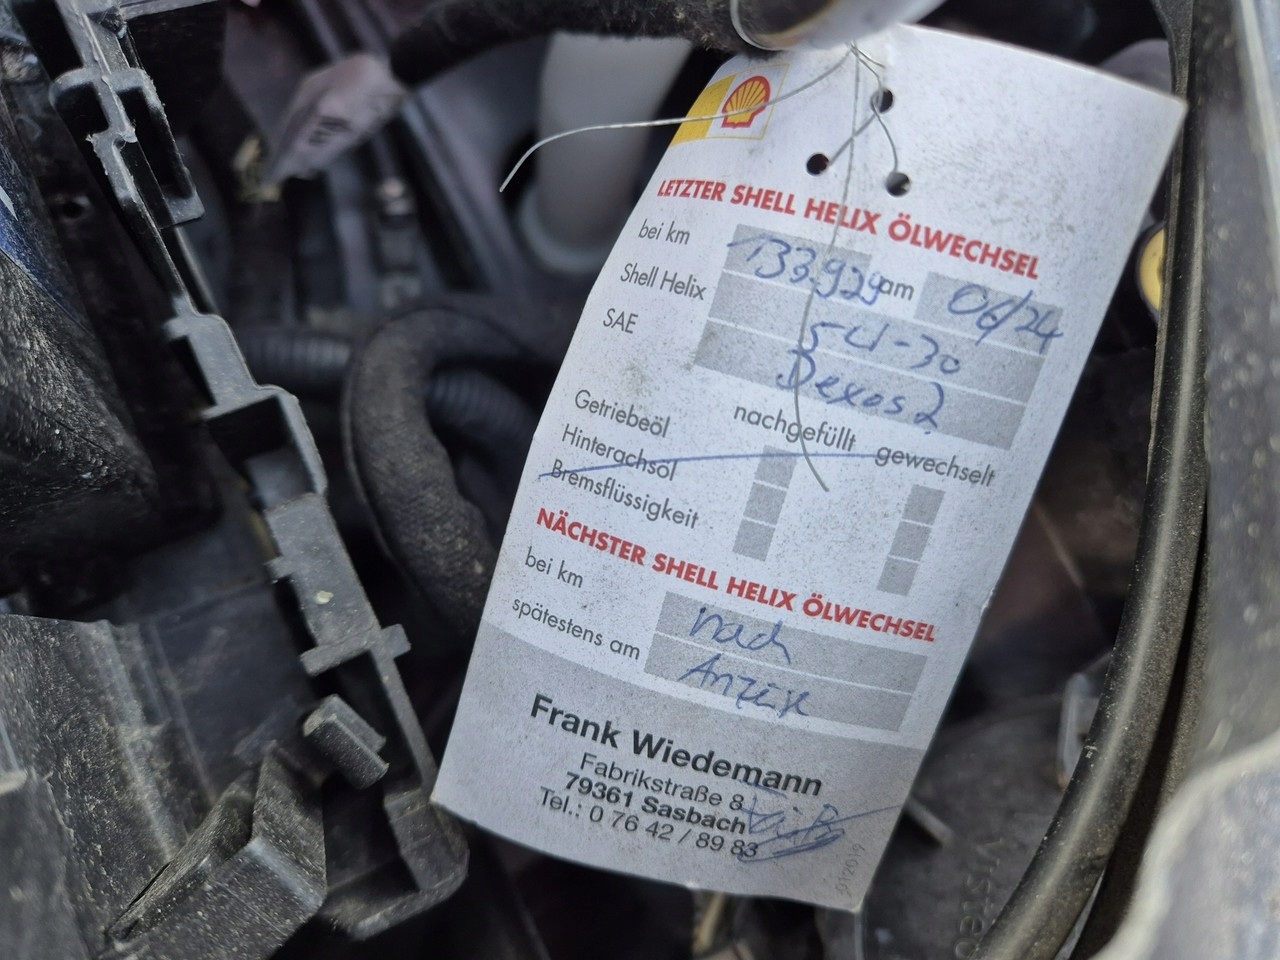 LETZTER SHELL HELIX ÖLWECHSEL
bei km 133.929 am 06/24
Shell Helix 5W-30
SAE Dexos2
nachgefüllt gewechselt
Getriebeöl
Hinterachsöl
Bremsflüssigkeit
NÄCHSTER SHELL HELIX ÖLWECHSEL
bei km nach
spätestens am Anzeige
Frank Wiedemann
Fabrikstraße 8
79361 Sasbach
Tel.: 0 76 42 / 89 83